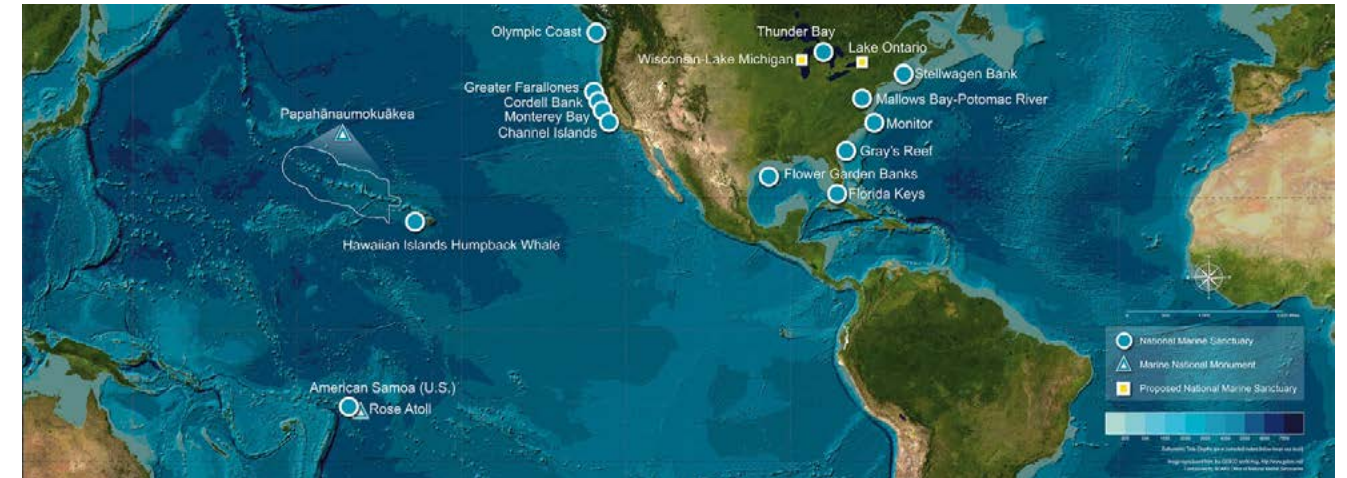 Olympic Coast
Thunder Bay
Wisconsin-Lake Michigan
Lake Ontario
Stellwagen Bank
Greater Farallones
Cordell Bank
Monterey Bay
Channel Islands
Mallows Bay-Potomac River
Papahānaumokuākea
Monitor
Gray's Reef
Flower Garden Banks
Florida Keys
Hawaiian Islands Humpback Whale
American Samoa (U.S.)
Rose Atoll
National Marine Sanctuary
Marine National Monument
Proposed National Marine Sanctuary